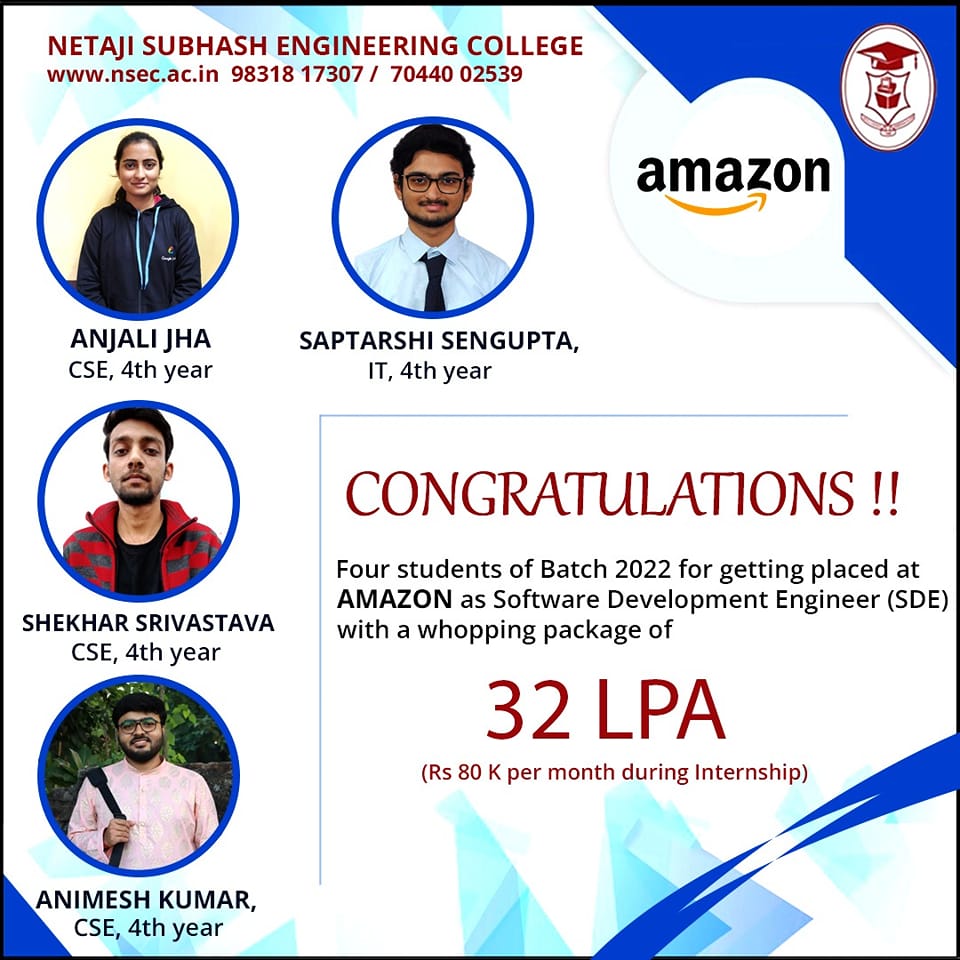 NETAJI SUBHASH ENGINEERING COLLEGE
www.nsec.ac.in 98318 17307 / 70440 02539
amazon
ANJALI JHA
CSE, 4th year
SAPTARSHI SENGUPTA,
IT, 4th year
SHEKHAR SRIVASTAVA
CSE, 4th year
ANIMESH KUMAR,
CSE, 4th year
CONGRATULATIONS !!
Four students of Batch 2022 for getting placed at
AMAZON as Software Development Engineer (SDE)
with a whopping package of
32 LPA
(Rs 80 K per month during Internship)